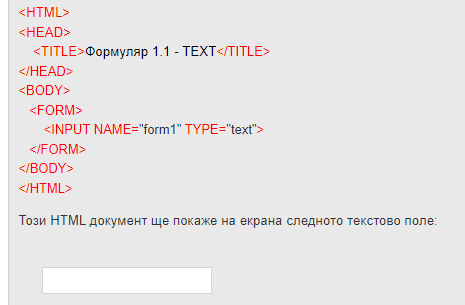 <HTML>
<HEAD>
<TITLE>Формуляр 1.1 - TEXT</TITLE>
</HEAD>
<BODY>
<FORM>
<INPUT NAME="form1" TYPE="text">
</FORM>
</BODY>
</HTML>
Този HTML документ ще покаже на екрана следното текстово поле: